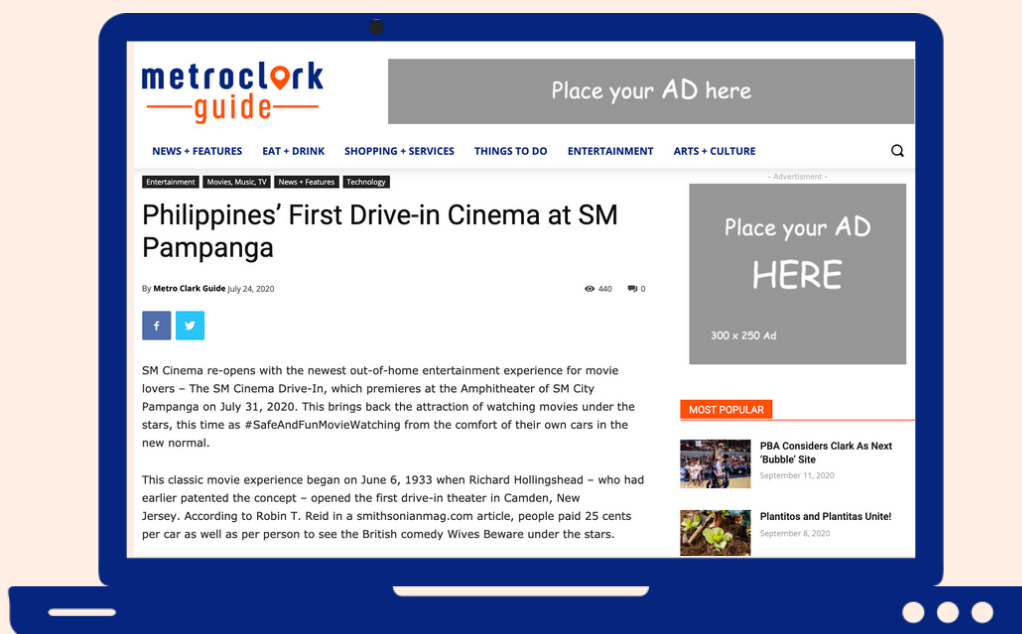 metroclark
guide
Place your AD here
NEWS + FEATURES EAT + DRINK SHOPPING + SERVICES THINGS TO DO ENTERTAINMENT ARTS + CULTURE
Entertainment Movies, Music, TV News + Features Technology
Philippines’ First Drive-in Cinema at SM
Pampanga
By Metro Clark Guide July 24, 2020 440 0
f
SM Cinema re-opens with the newest out-of-home entertainment experience for movie
lovers – The SM Cinema Drive-In, which premieres at the Amphitheater of SM City
Pampanga on July 31, 2020. This brings back the attraction of watching movies under the
stars, this time as #SafeAndFunMovieWatching from the comfort of their own cars in the
new normal.
This classic movie experience began on June 6, 1933 when Richard Hollingshead – who had
earlier patented the concept – opened the first drive-in theater in Camden, New
Jersey. According to Robin T. Reid in a smithsonianmag.com article, people paid 25 cents
per car as well as per person to see the British comedy Wives Beware under the stars.
- Advertisment -
Place your AD
HERE
300 x 250 Ad
MOST POPULAR
PBA Considers Clark As Next
‘Bubble’ Site
September 11, 2020
Plantitos and Plantitas Unite!
September 8, 2020